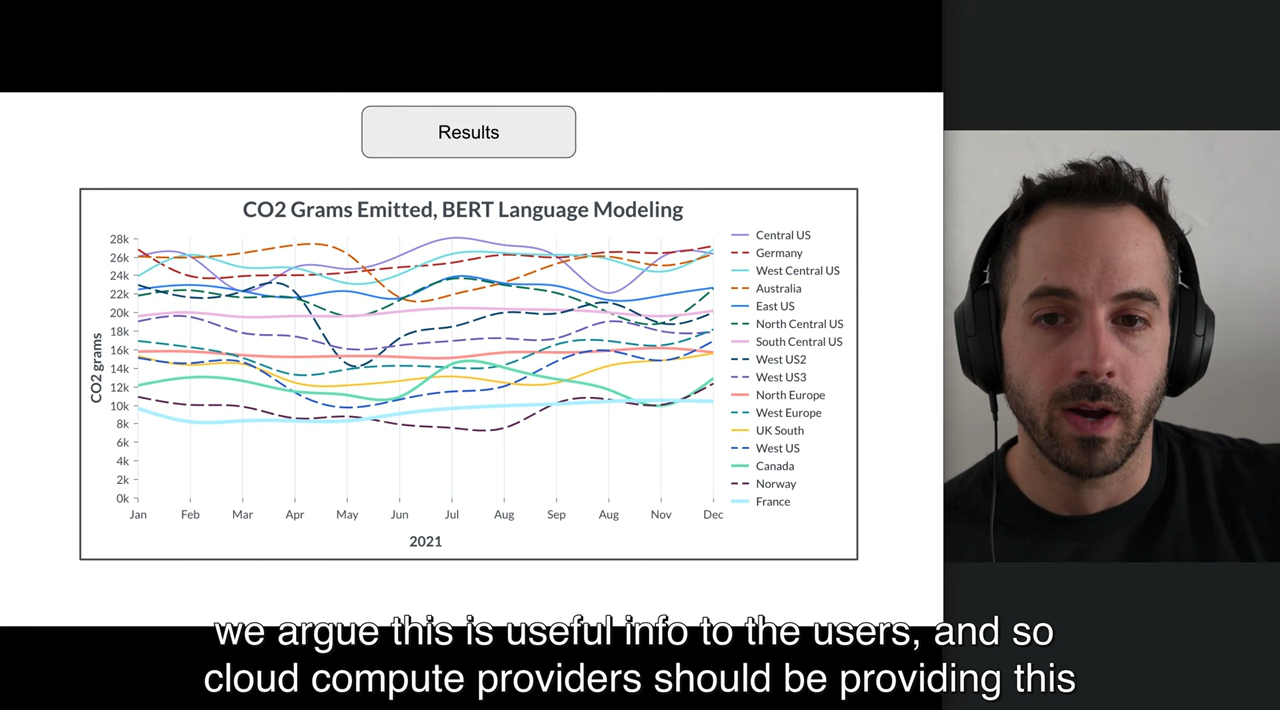 Results
CO2 Grams Emitted, BERT Language Modeling
CO2 grams
28k
26k
24k
22k
20k
18k
16k
14k
12k
10k
8k
6k
4k
2k
0k
Jan Feb Mar Apr May Jun Jul Aug Sep Aug Nov Dec
2021
Central US
Germany
West Central US
Australia
East US
North Central US
South Central US
West US2
West US3
North Europe
West Europe
UK South
West US
Canada
Norway
France
we argue this is useful info to the users, and so
cloud compute providers should be providing this